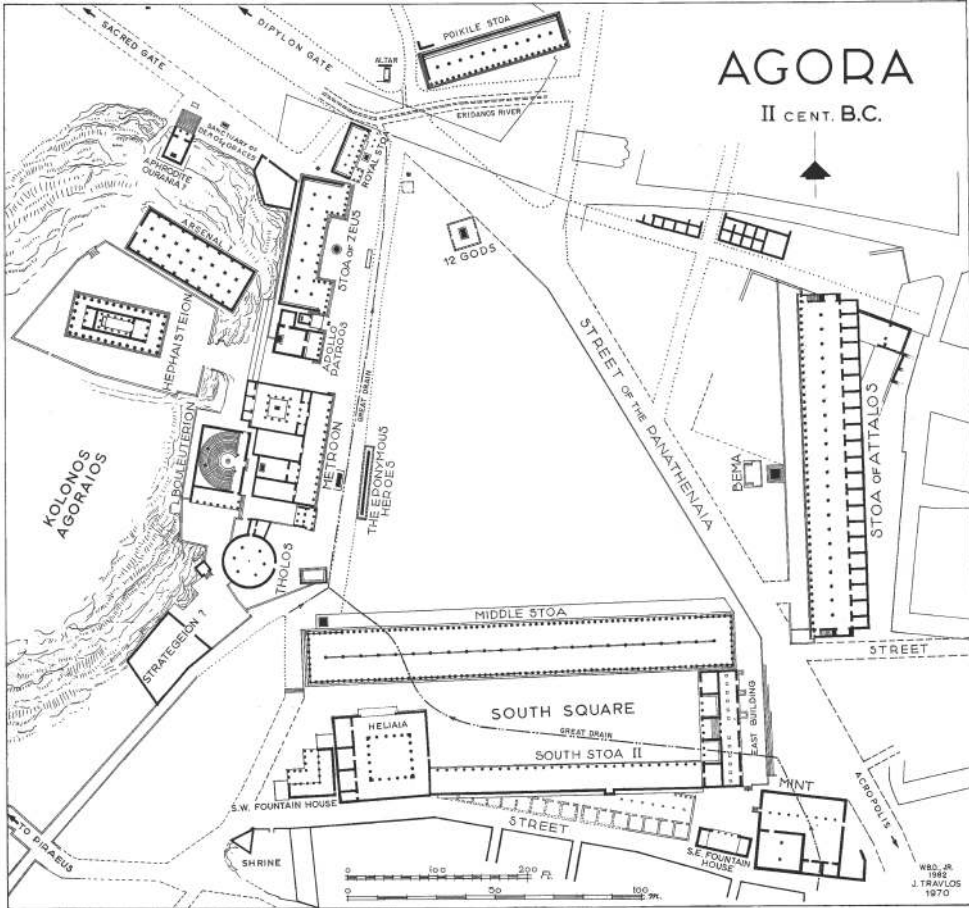 SACRED GATE
DIPYLON GATE
POIKILE STOA
ALTAR
AGORA
II CENT. B.C.
ERIDANOS RIVER
SANCTUARY OF
DEMOS & GRACES
APHRODITE
OURANIA ?
ROYAL STOA
ARSENAL
STOA OF ZEUS
12 GODS
HEPHAISTEION
APOLLO
PATROOS
STREET OF THE PANATHENAIA
GREAT DRAIN
STOA OF ATTALOS
BEMA
KOLONOS
AGORAIOS
BOULEUTERION
METROON
THE EPONYMOUS
HEROES
THOLOS
STRATEGEION ?
MIDDLE STOA
STREET
SOUTH SQUARE
HELIAIA
GREAT DRAIN
EAST BUILDING
SOUTH STOA II
S.W. FOUNTAIN HOUSE
MINT
ACROPOLIS
STREET
TO PIRAEUS
SHRINE
S.E. FOUNTAIN
HOUSE
0 100 200 Ft.
0 50 100 m.
W.B.D., JR.
1982
J. TRAVLOS
1970